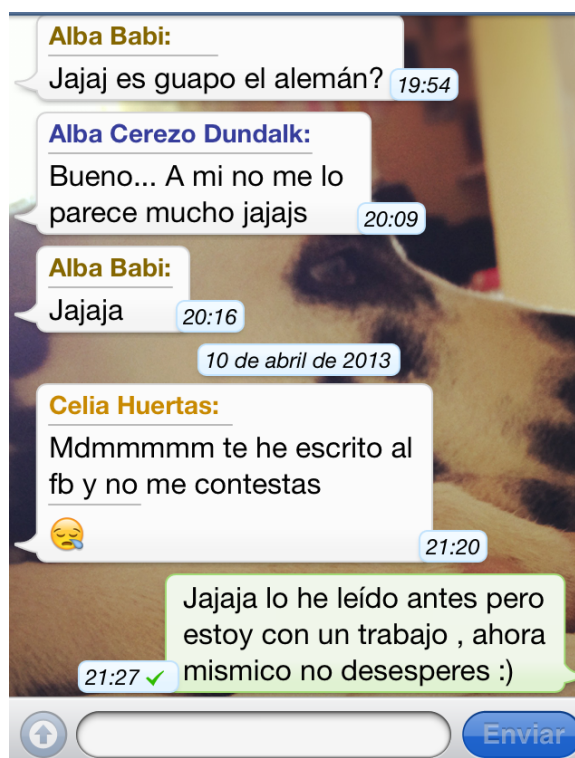 Alba Babi:
Jajaj es guapo el alemán?
19:54
Alba Cerezo Dundalk:
Bueno... A mi no me lo
parece mucho jajajs
20:09
Alba Babi:
Jajaja
20:16
10 de abril de 2013
Celia Huertas:
Mdmmmmm te he escrito al
fb y no me contestas
21:20
Jajaja lo he leído antes pero
estoy con un trabajo , ahora
mismico no desesperes :)
21:27
Enviar